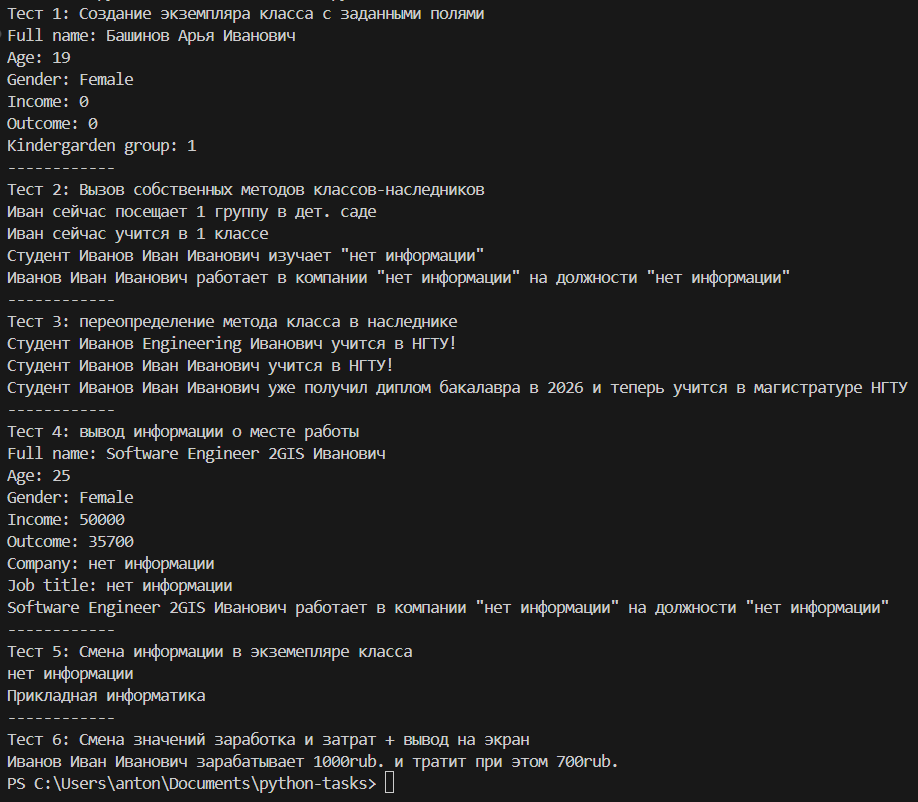 Тест 1: Создание экземпляра класса с заданными полями
Full name: Башинов Арья Иванович
Age: 19
Gender: Female
Income: 0
Outcome: 0
Kindergarden group: 1
------------
Тест 2: Вызов собственных методов классов-наследников
Иван сейчас посещает 1 группу в дет. саде
Иван сейчас учится в 1 классе
Студент Иванов Иван Иванович изучает "нет информации"
Иванов Иван Иванович работает в компании "нет информации" на должности "нет информации"
------------
Тест 3: переопределение метода класса в наследнике
Студент Иванов Engineering Иванович учится в НГТУ!
Студент Иванов Иван Иванович учится в НГТУ!
Студент Иванов Иван Иванович уже получил диплом бакалавра в 2026 и теперь учится в магистратуре НГТУ
------------
Тест 4: вывод информации о месте работы
Full name: Software Engineer 2GIS Иванович
Age: 25
Gender: Female
Income: 50000
Outcome: 35700
Company: нет информации
Job title: нет информации
Software Engineer 2GIS Иванович работает в компании "нет информации" на должности "нет информации"
------------
Тест 5: Смена информации в экземепляре класса
нет информации
Прикладная информатика
------------
Тест 6: Смена значений заработка и затрат + вывод на экран
Иванов Иван Иванович зарабатывает 1000rub. и тратит при этом 700rub.
PS C:\Users\anton\Documents\python-tasks>